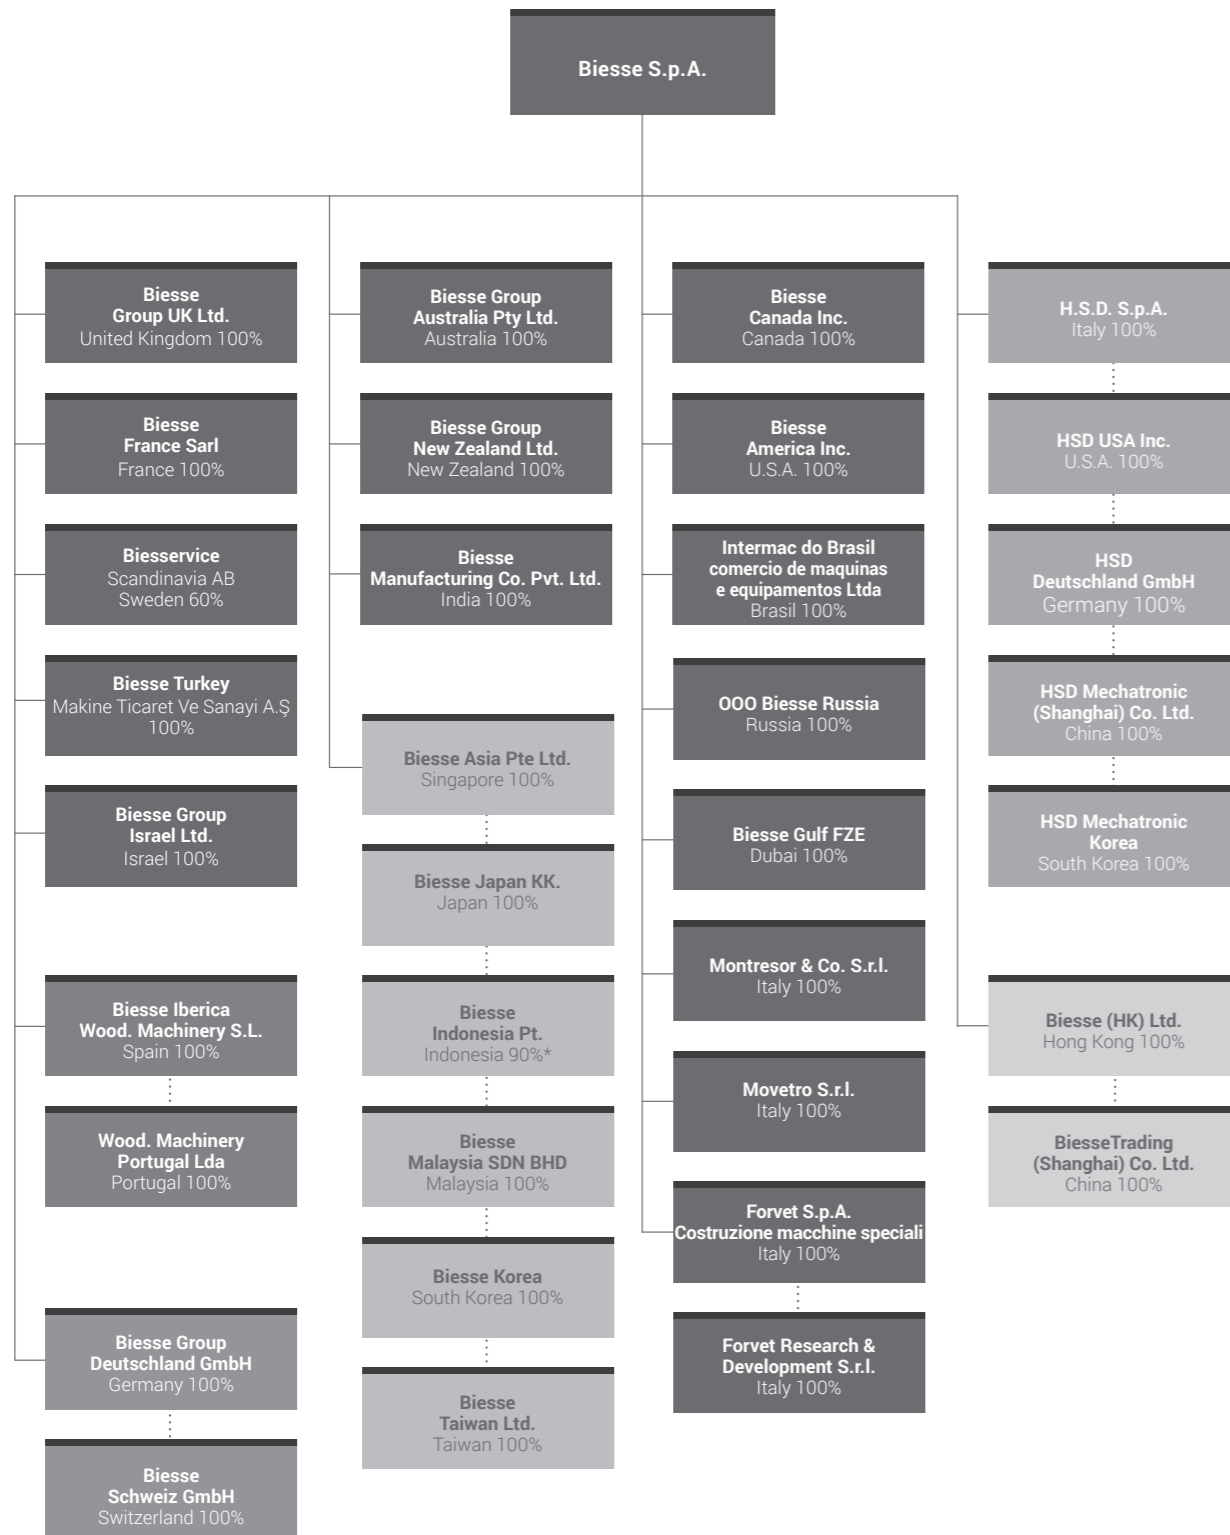 Biesse S.p.A.
Biesse
Group UK Ltd.
United Kingdom 100%
Biesse
France Sarl
France 100%
Biesservice
Scandinavia AB
Sweden 60%
Biesse Turkey
Makine Ticaret Ve Sanayi A.Ş
100%
Biesse Group
Israel Ltd.
Israel 100%
Biesse Iberica
Wood. Machinery S.L.
Spain 100%
Wood. Machinery
Portugal Lda
Portugal 100%
Biesse Group
Deutschland GmbH
Germany 100%
Biesse
Schweiz GmbH
Switzerland 100%
Biesse Group
Australia Pty Ltd.
Australia 100%
Biesse Group
New Zealand Ltd.
New Zealand 100%
Biesse
Manufacturing Co. Pvt. Ltd.
India 100%
Biesse Asia Pte Ltd.
Singapore 100%
Biesse Japan KK.
Japan 100%
Biesse
Indonesia Pt.
Indonesia 90%*
Biesse
Malaysia SDN BHD
Malaysia 100%
Biesse Korea
South Korea 100%
Biesse
Taiwan Ltd.
Taiwan 100%
Biesse
Canada Inc.
Canada 100%
Biesse
America Inc.
U.S.A. 100%
Intermac do Brasil
comercio de maquinas
e equipamentos Ltda
Brasil 100%
OOO Biesse Russia
Russia 100%
Biesse Gulf FZE
Dubai 100%
Montresor & Co. S.r.l.
Italy 100%
Movetro S.r.l.
Italy 100%
Forvet S.p.A.
Costruzione macchine speciali
Italy 100%
Forvet Research &
Development S.r.l.
Italy 100%
H.S.D. S.p.A.
Italy 100%
HSD USA Inc.
U.S.A. 100%
HSD
Deutschland GmbH
Germany 100%
HSD Mechatronic
(Shanghai) Co. Ltd.
China 100%
HSD Mechatronic
Korea
South Korea 100%
Biesse (HK) Ltd.
Hong Kong 100%
BiesseTrading
(Shanghai) Co. Ltd.
China 100%